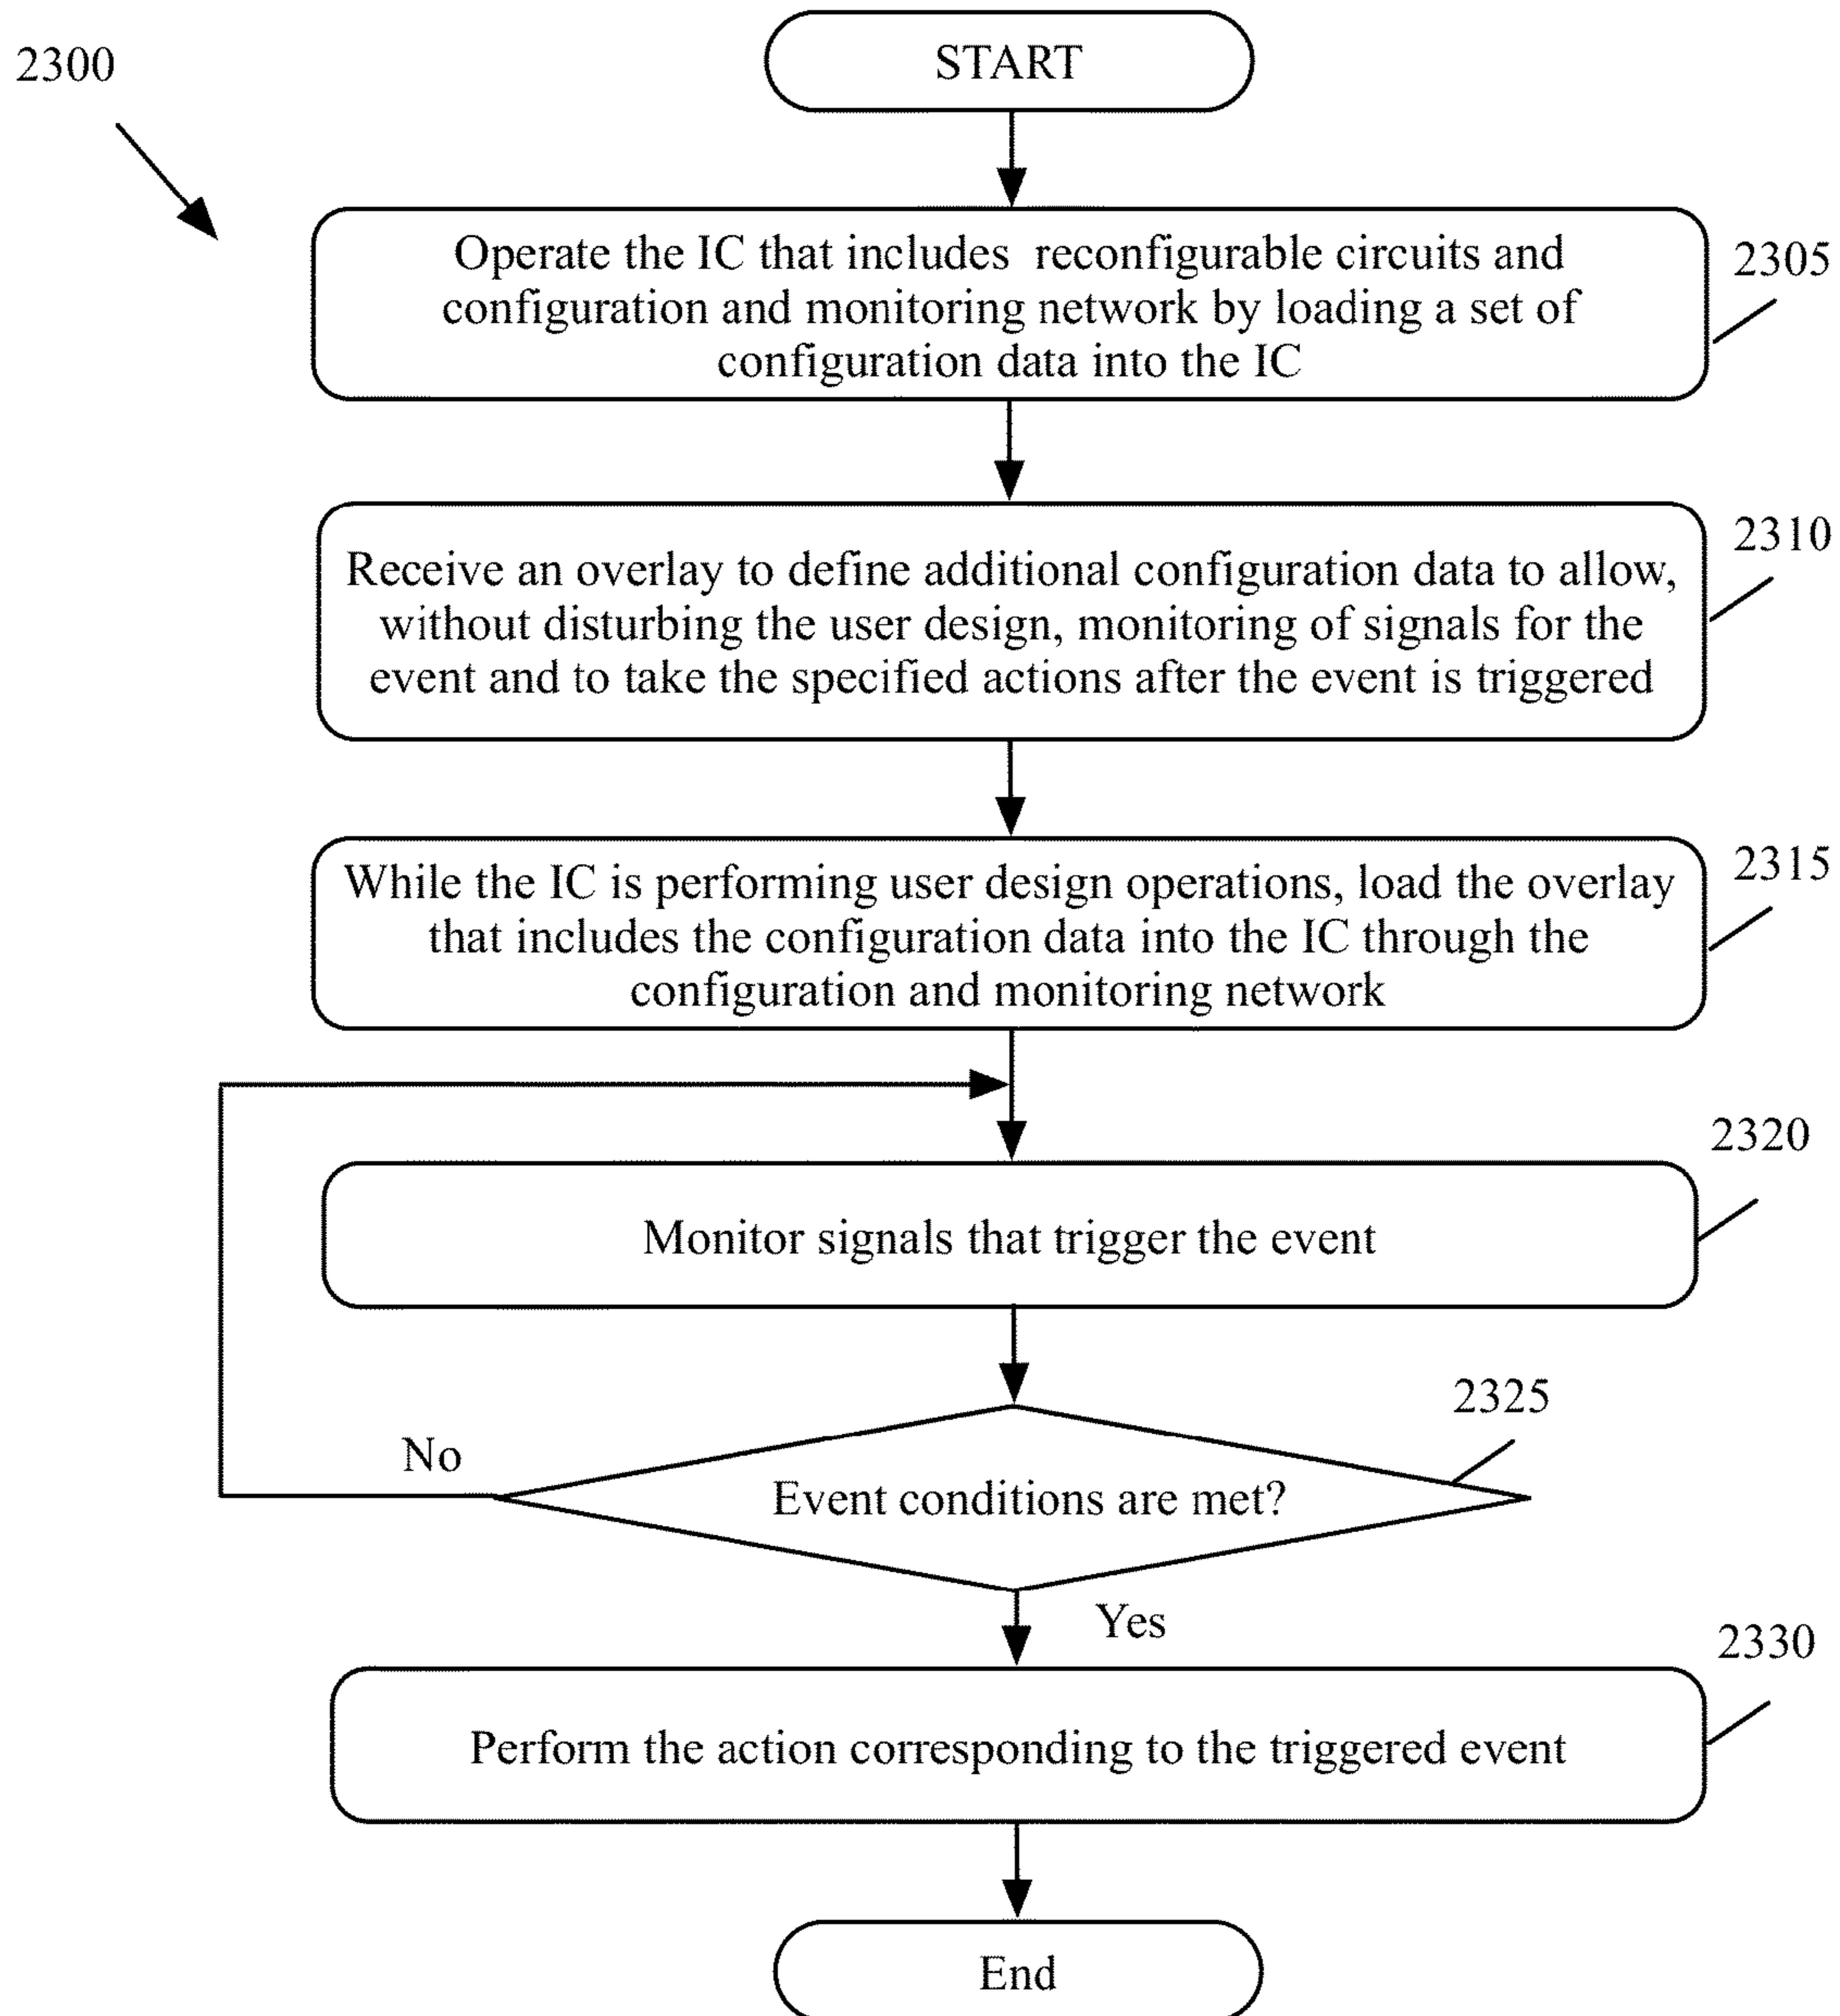 2300
START
Operate the IC that includes reconfigurable circuits and
configuration and monitoring network by loading a set of
configuration data into the IC
2305
Receive an overlay to define additional configuration data to allow,
without disturbing the user design, monitoring of signals for the
event and to take the specified actions after the event is triggered
2310
While the IC is performing user design operations, load the overlay
that includes the configuration data into the IC through the
configuration and monitoring network
2315
Monitor signals that trigger the event
2320
Event conditions are met?
2325
No
Yes
Perform the action corresponding to the triggered event
2330
End